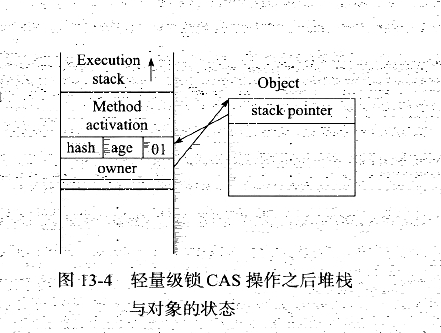 Execution
stack
Object
Method
activation
stack pointer
hash age 01
owner
图 13-4 轻量级锁 CAS 操作之后堆栈
与对象的状态